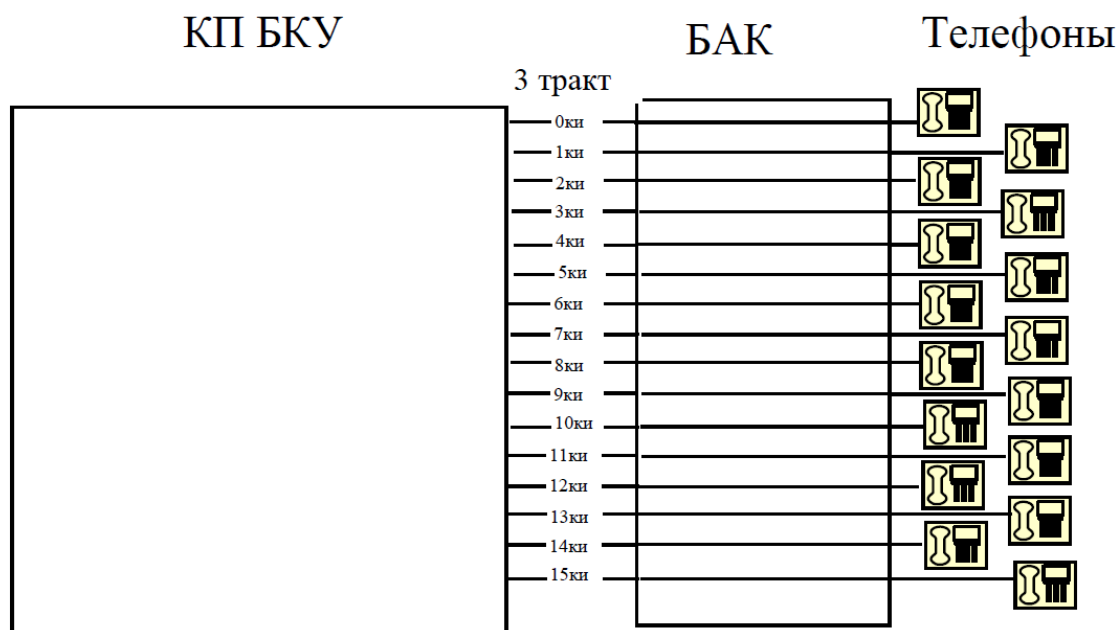 КП БКУ
БАК
Телефоны
3 тракт
0ки
1ки
2ки
3ки
4ки
5ки
6ки
7ки
8ки
9ки
10ки
11ки
12ки
13ки
14ки
15ки